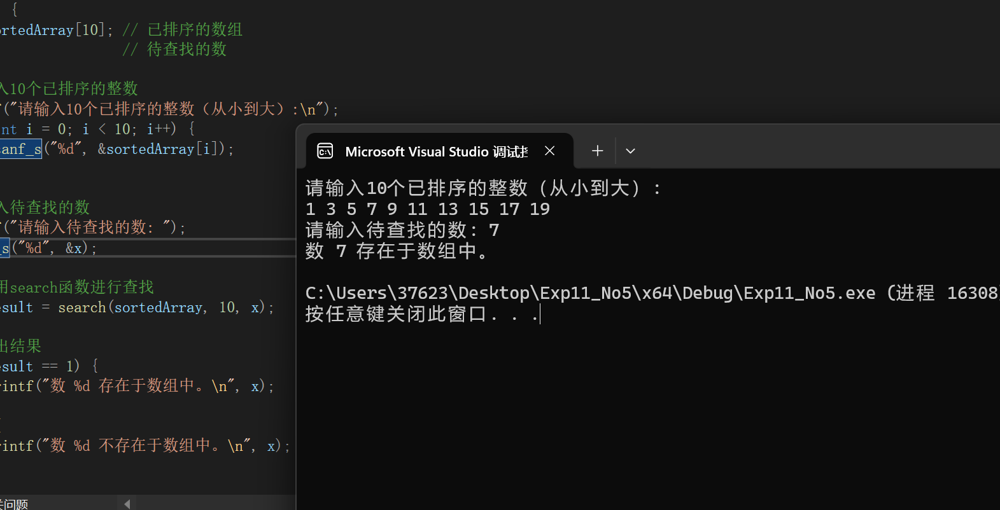 {
ortedArray[10]; // 已排序的数组
// 待查找的数
入10个已排序的整数
("请输入10个已排序的整数（从小到大）:\n");
nt i = 0; i < 10; i++) {
anf_s("%d", &sortedArray[i]);
入待查找的数
("请输入待查找的数: ");
_s("%d", &x);
用search函数进行查找
esult = search(sortedArray, 10, x);
出结果
esult == 1) {
rintf("数 %d 存在于数组中。\n", x);
rintf("数 %d 不存在于数组中。\n", x);
关问题
Microsoft Visual Studio 调试控
请输入10个已排序的整数（从小到大）:
1 3 5 7 9 11 13 15 17 19
请输入待查找的数: 7
数 7 存在于数组中。
C:\Users\37623\Desktop\Exp11_No5\x64\Debug\Exp11_No5.exe (进程 16308)
按任意键关闭此窗口. . .